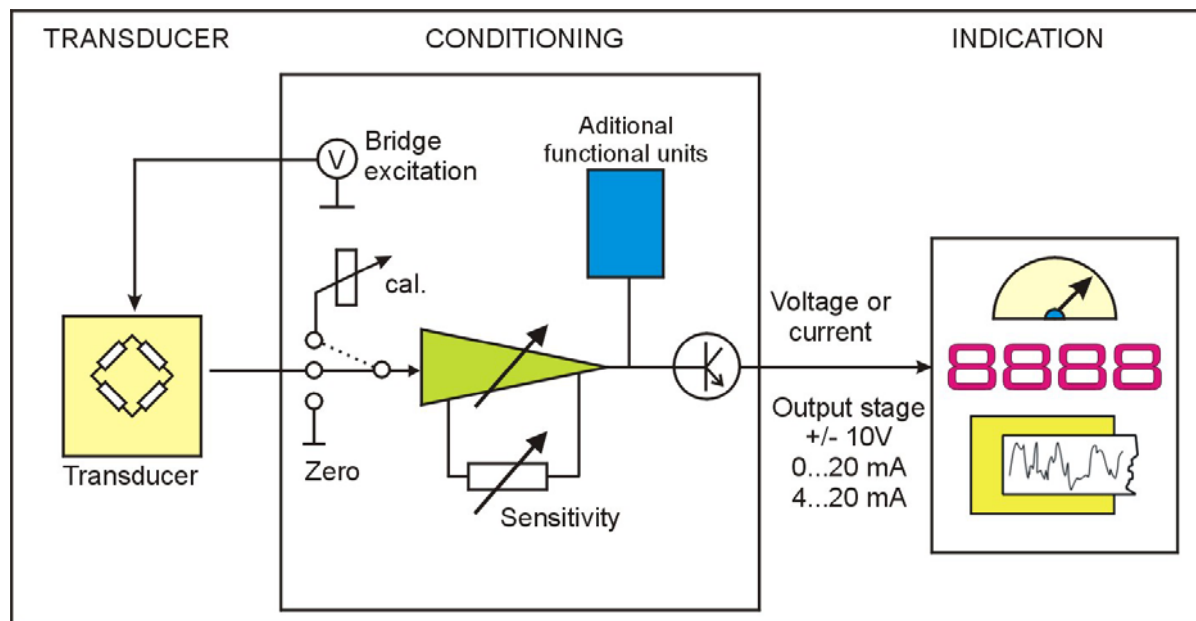 TRANSDUCER
CONDITIONING
INDICATION
V
Bridge
excitation
Aditional
functional units
cal.
Transducer
Zero
Sensitivity
Voltage or
current
Output stage
+/- 10V
0...20 mA
4...20 mA
8888